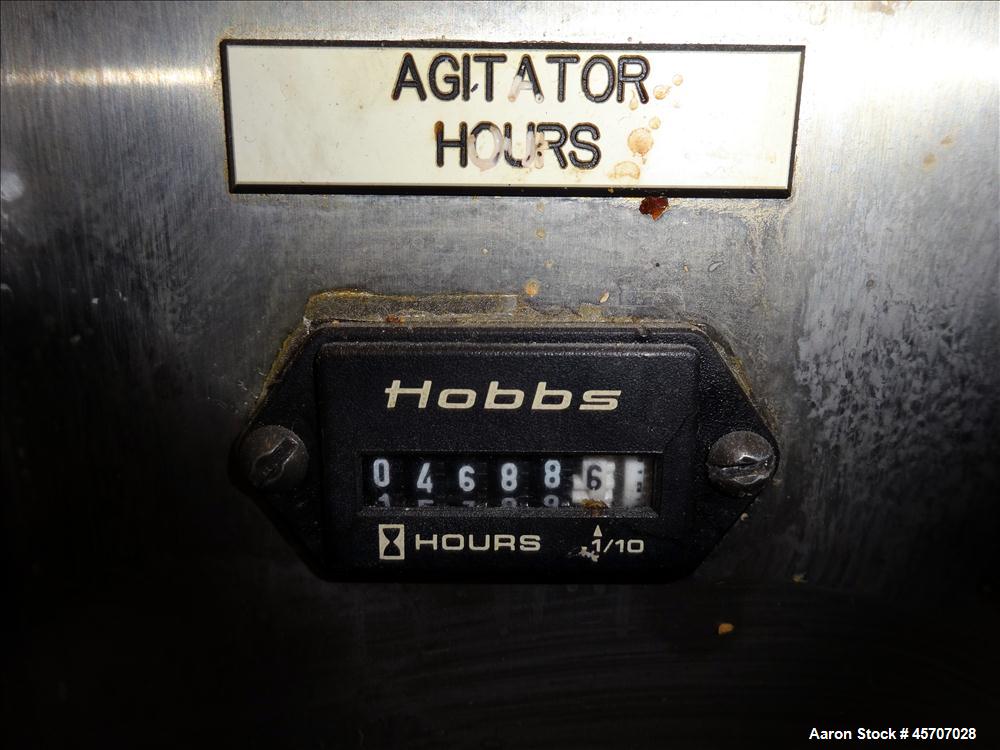 AGITATOR
HOURS
Hobbs
046886
HOURS 1/10
Aaron Stock # 45707028